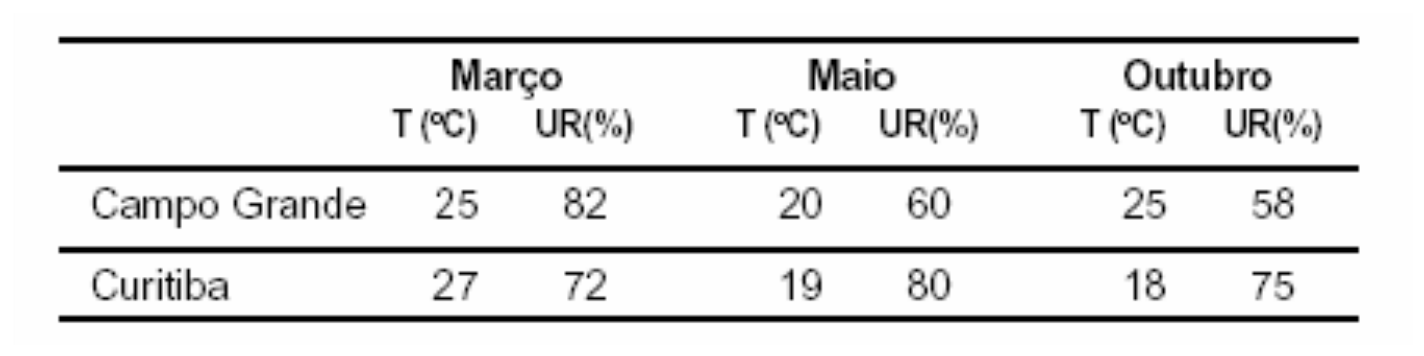 Março Maio Outubro
T (ºC) UR(%) T (ºC) UR(%) T (ºC) UR(%)
Campo Grande 25 82 20 60 25 58
Curitiba 27 72 19 80 18 75